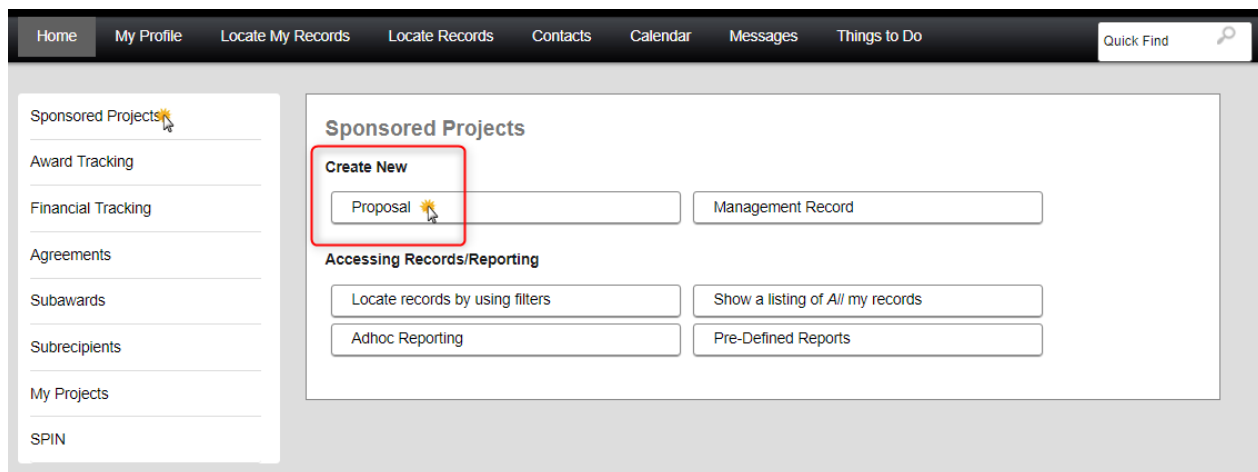 Home My Profile Locate My Records Locate Records Contacts Calendar Messages Things to Do Quick Find
Sponsored Projects
Award Tracking
Financial Tracking
Agreements
Subawards
Subrecipients
My Projects
SPIN
Sponsored Projects
Create New
Proposal Management Record
Accessing Records/Reporting
Locate records by using filters Show a listing of All my records
Adhoc Reporting Pre-Defined Reports